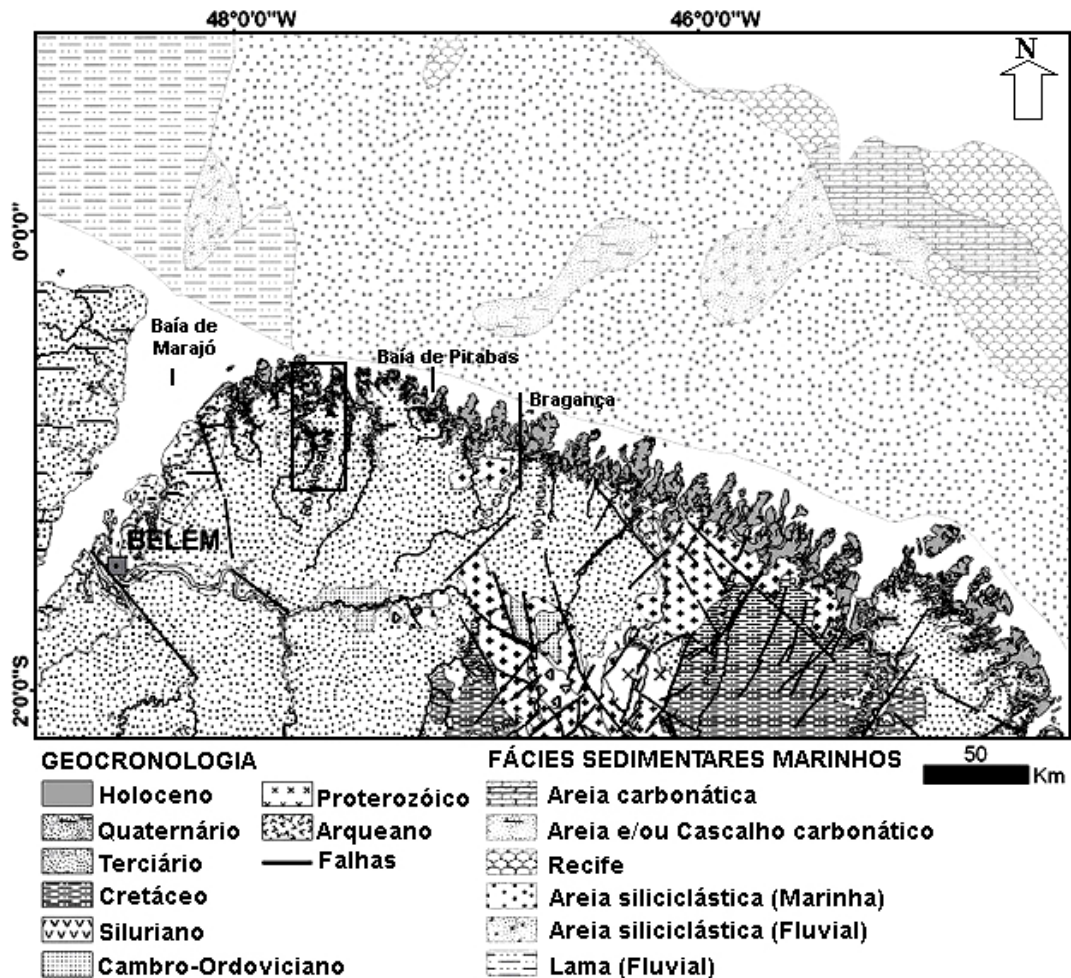 48°0'0"W
46°0'0"W
N
0°0'0"
Baía de
Marajó
Baía de Pirabas
Bragança
BELÉM
2°0'0"S
50
Km
GEOCRONOLOGIA
Holoceno
Quaternário
Terciário
Cretáceo
Siluriano
Cambro-Ordoviciano
Proterozóico
Arqueano
Falhas
FÁCIES SEDIMENTARES MARINHOS
Areia carbonática
Areia e/ou Cascalho carbonático
Recife
Areia siliciclástica (Marinha)
Areia siliciclástica (Fluvial)
Lama (Fluvial)